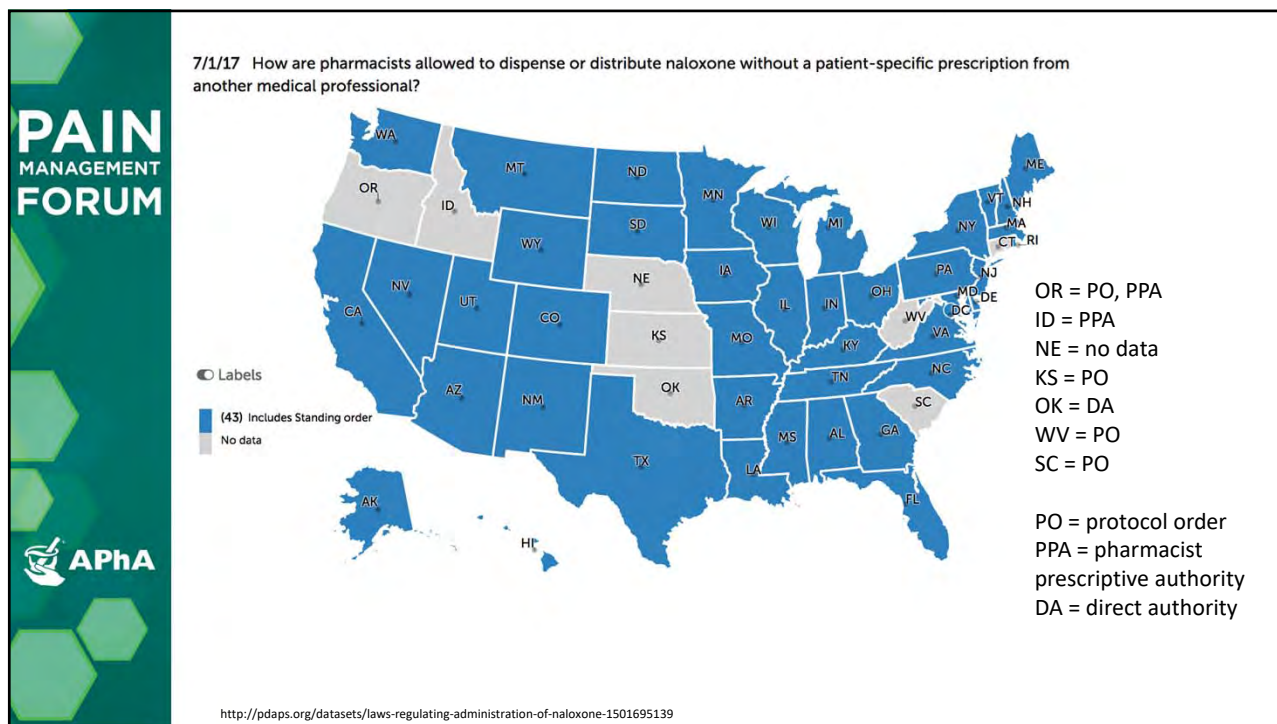 PAIN
MANAGEMENT
FORUM
APhA
7/1/17 How are pharmacists allowed to dispense or distribute naloxone without a patient-specific prescription from
another medical professional?
WA
MT
ND
MN
ME
OR
ID
SD
WI
MI
VT
NH
MA
NY
CT
RI
WY
IA
PA
NJ
NE
NV
UT
CO
IL
IN
OH
MD
DE
DC
WV
VA
CA
KS
MO
KY
NC
TN
AZ
NM
OK
AR
SC
MS
AL
GA
TX
LA
FL
AK
HI
Labels
(43) Includes Standing order
No data
OR = PO, PPA
ID = PPA
NE = no data
KS = PO
OK = DA
WV = PO
SC = PO
PO = protocol order
PPA = pharmacist
prescriptive authority
DA = direct authority
http://pdaps.org/datasets/laws-regulating-administration-of-naloxone-1501695139